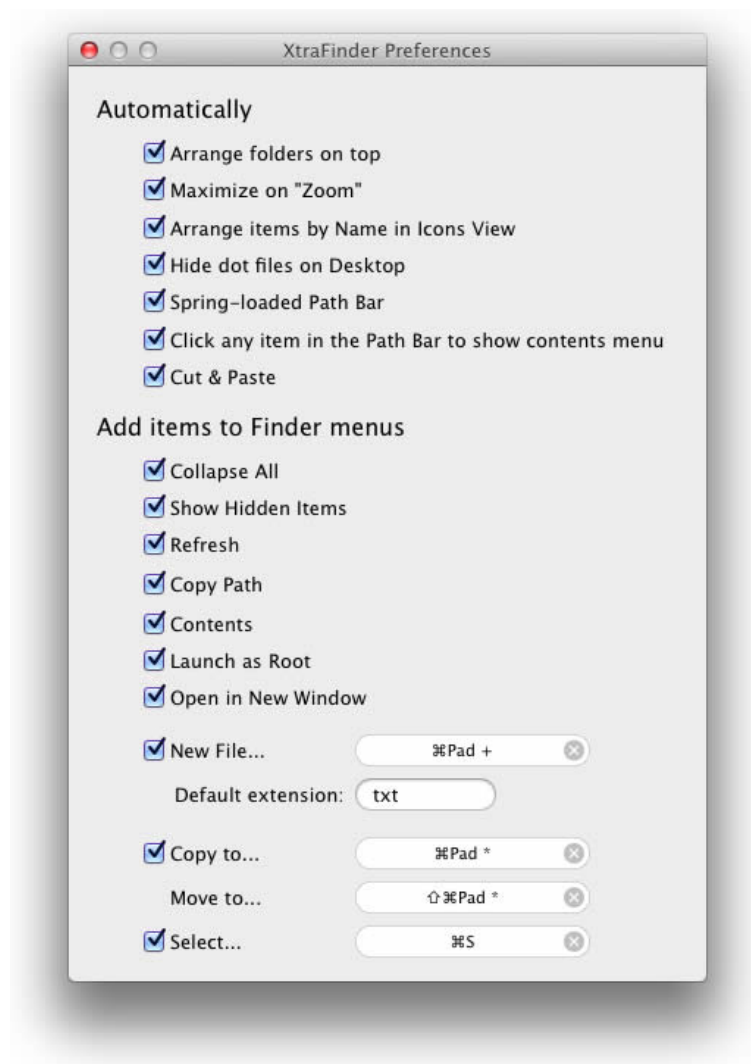 XtraFinder Preferences
Automatically
Arrange folders on top
Maximize on "Zoom"
Arrange items by Name in Icons View
Hide dot files on Desktop
Spring-loaded Path Bar
Click any item in the Path Bar to show contents menu
Cut & Paste
Add items to Finder menus
Collapse All
Show Hidden Items
Refresh
Copy Path
Contents
Launch as Root
Open in New Window
New File... ⌘Pad +
Default extension: txt
Copy to... ⌘Pad *
Move to... ⇧⌘Pad *
Select... ⌘S